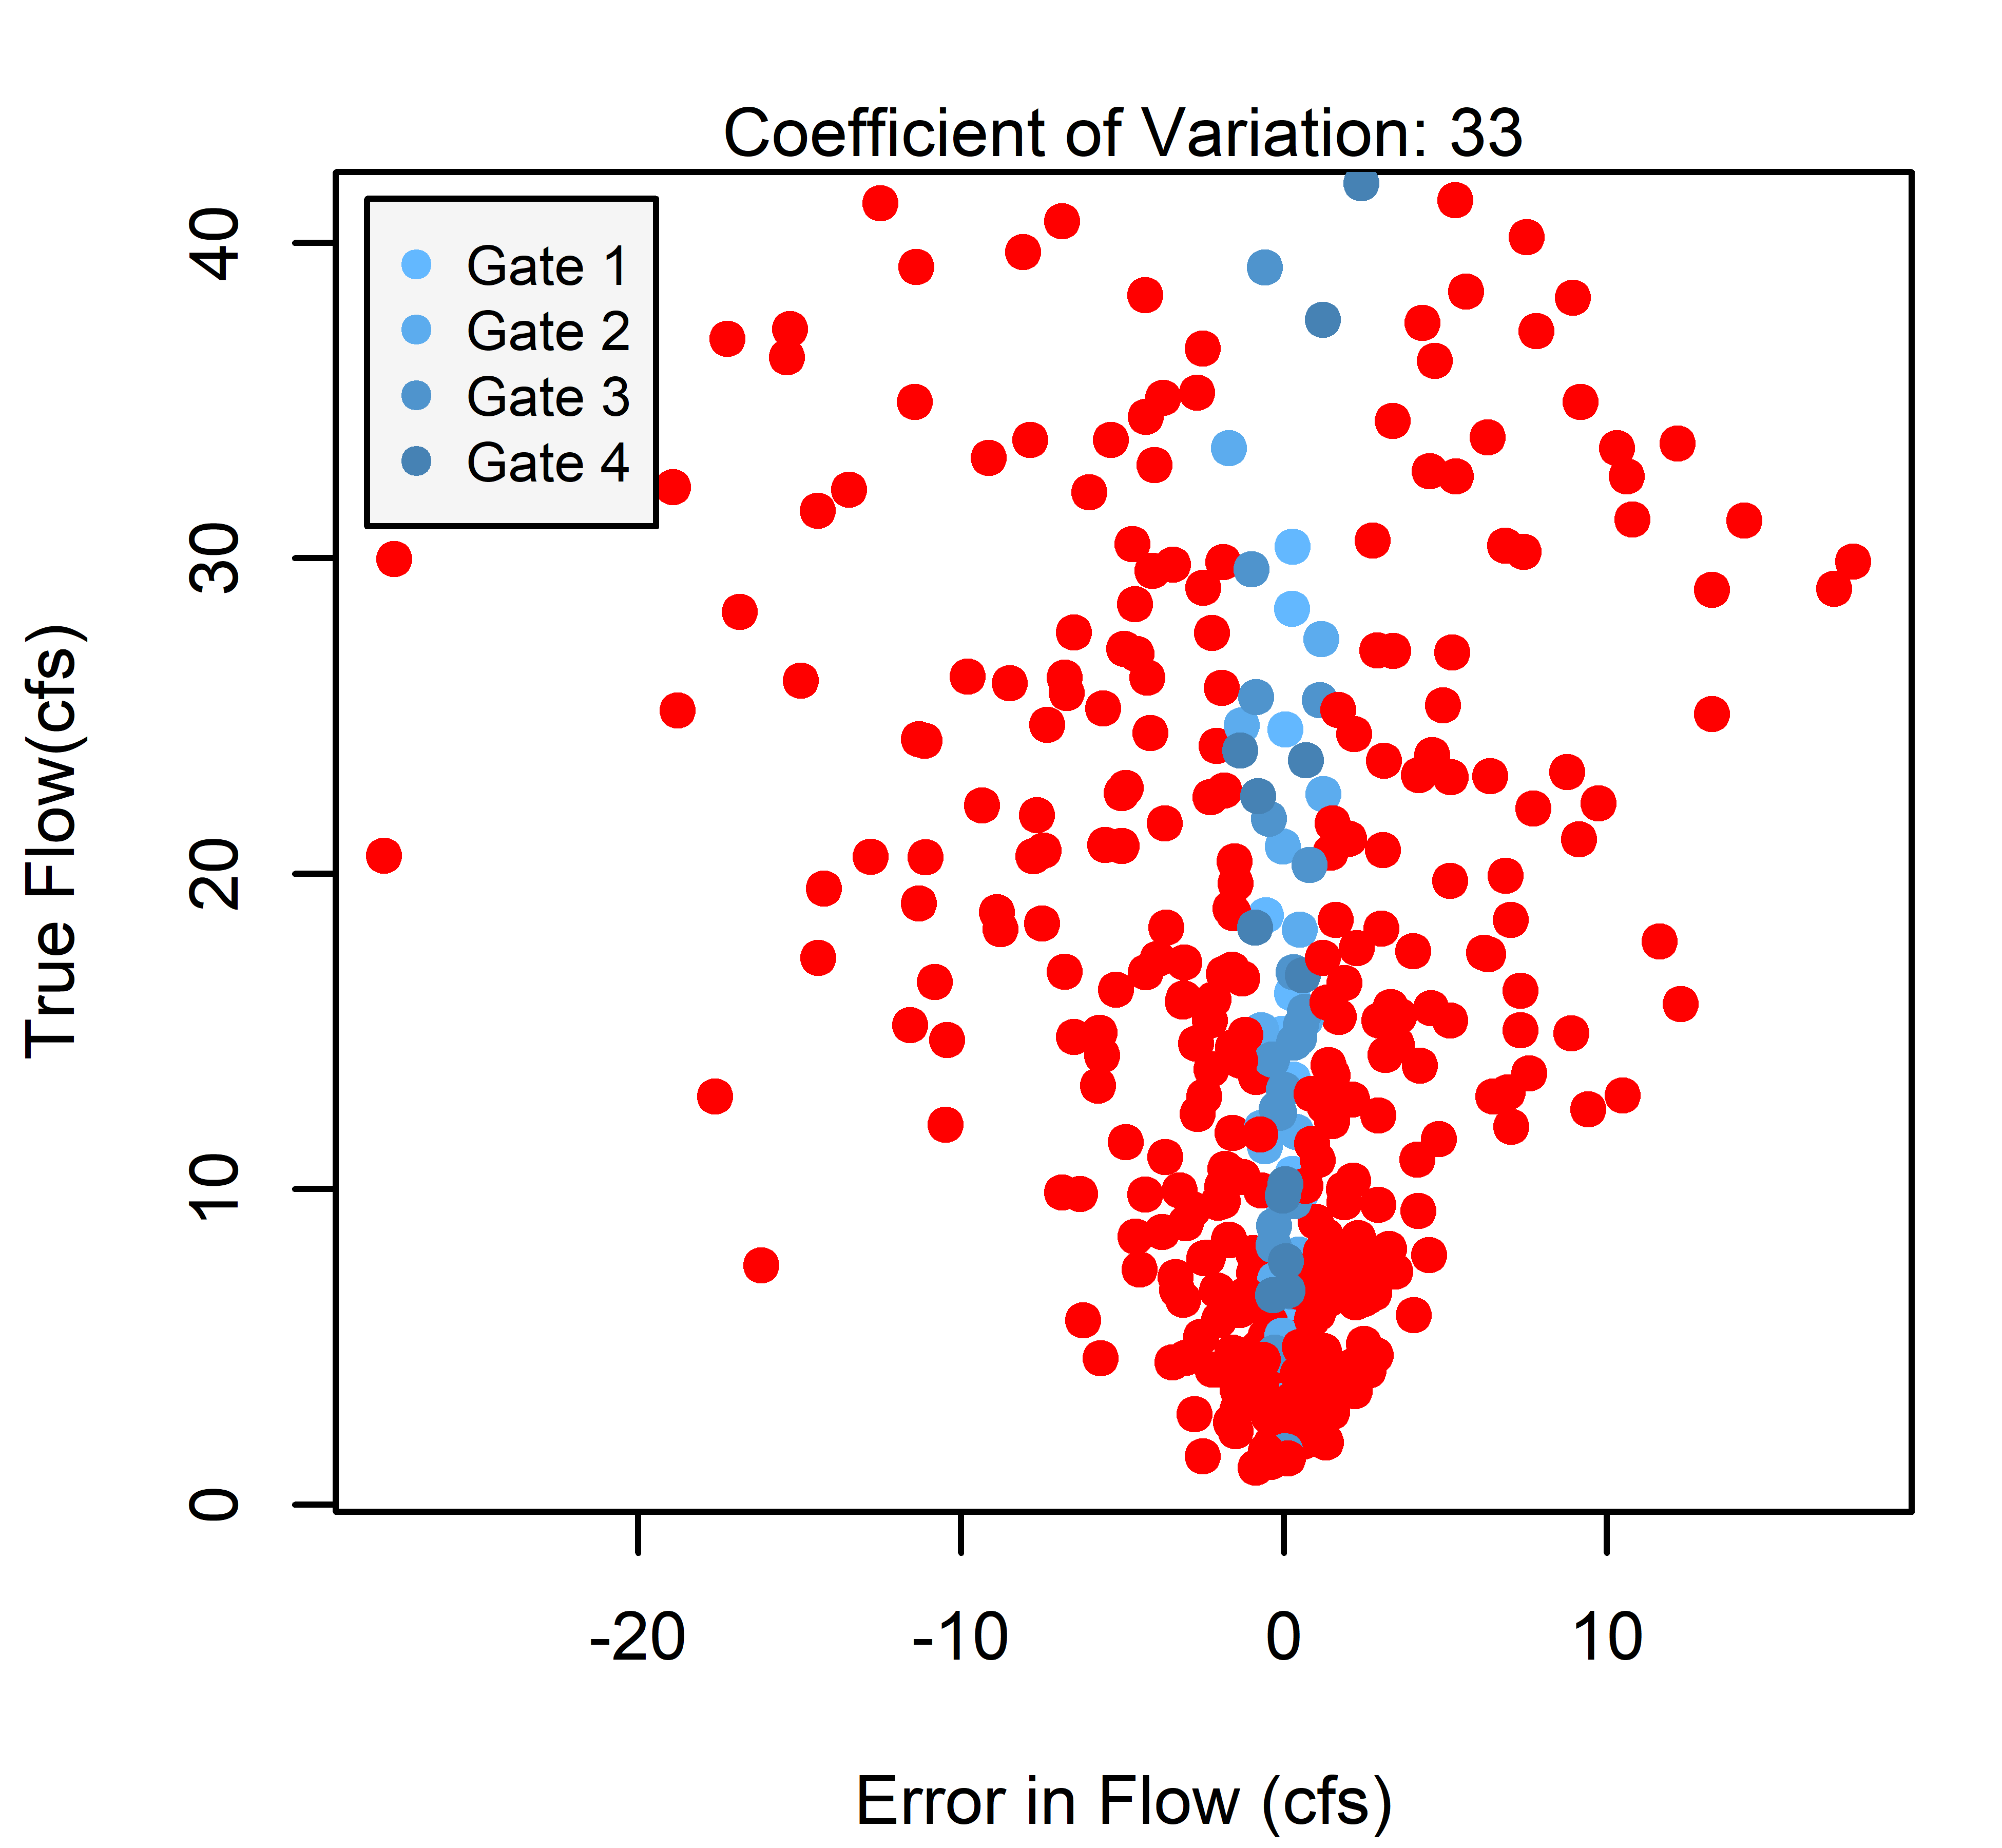 Coefficient of Variation: 33
Gate 1
Gate 2
Gate 3
Gate 4
True Flow(cfs)
40
30
20
10
0
-20 -10 0 10
Error in Flow (cfs)